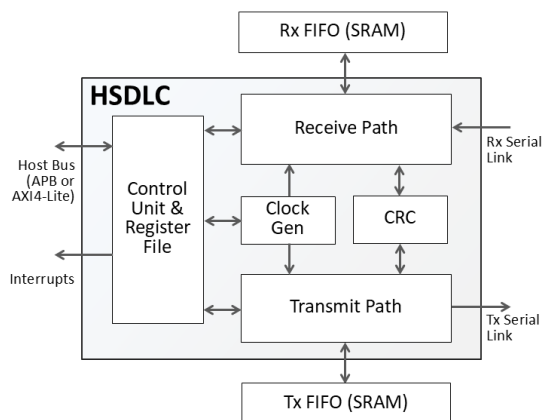 Rx FIFO (SRAM)
HSDLC
Receive Path
Rx Serial
Link
Host Bus
(APB or
AXI4-Lite)
Control
Unit &
Register
File
Clock
Gen
CRC
Interrupts
Transmit Path
Tx Serial
Link
Tx FIFO (SRAM)